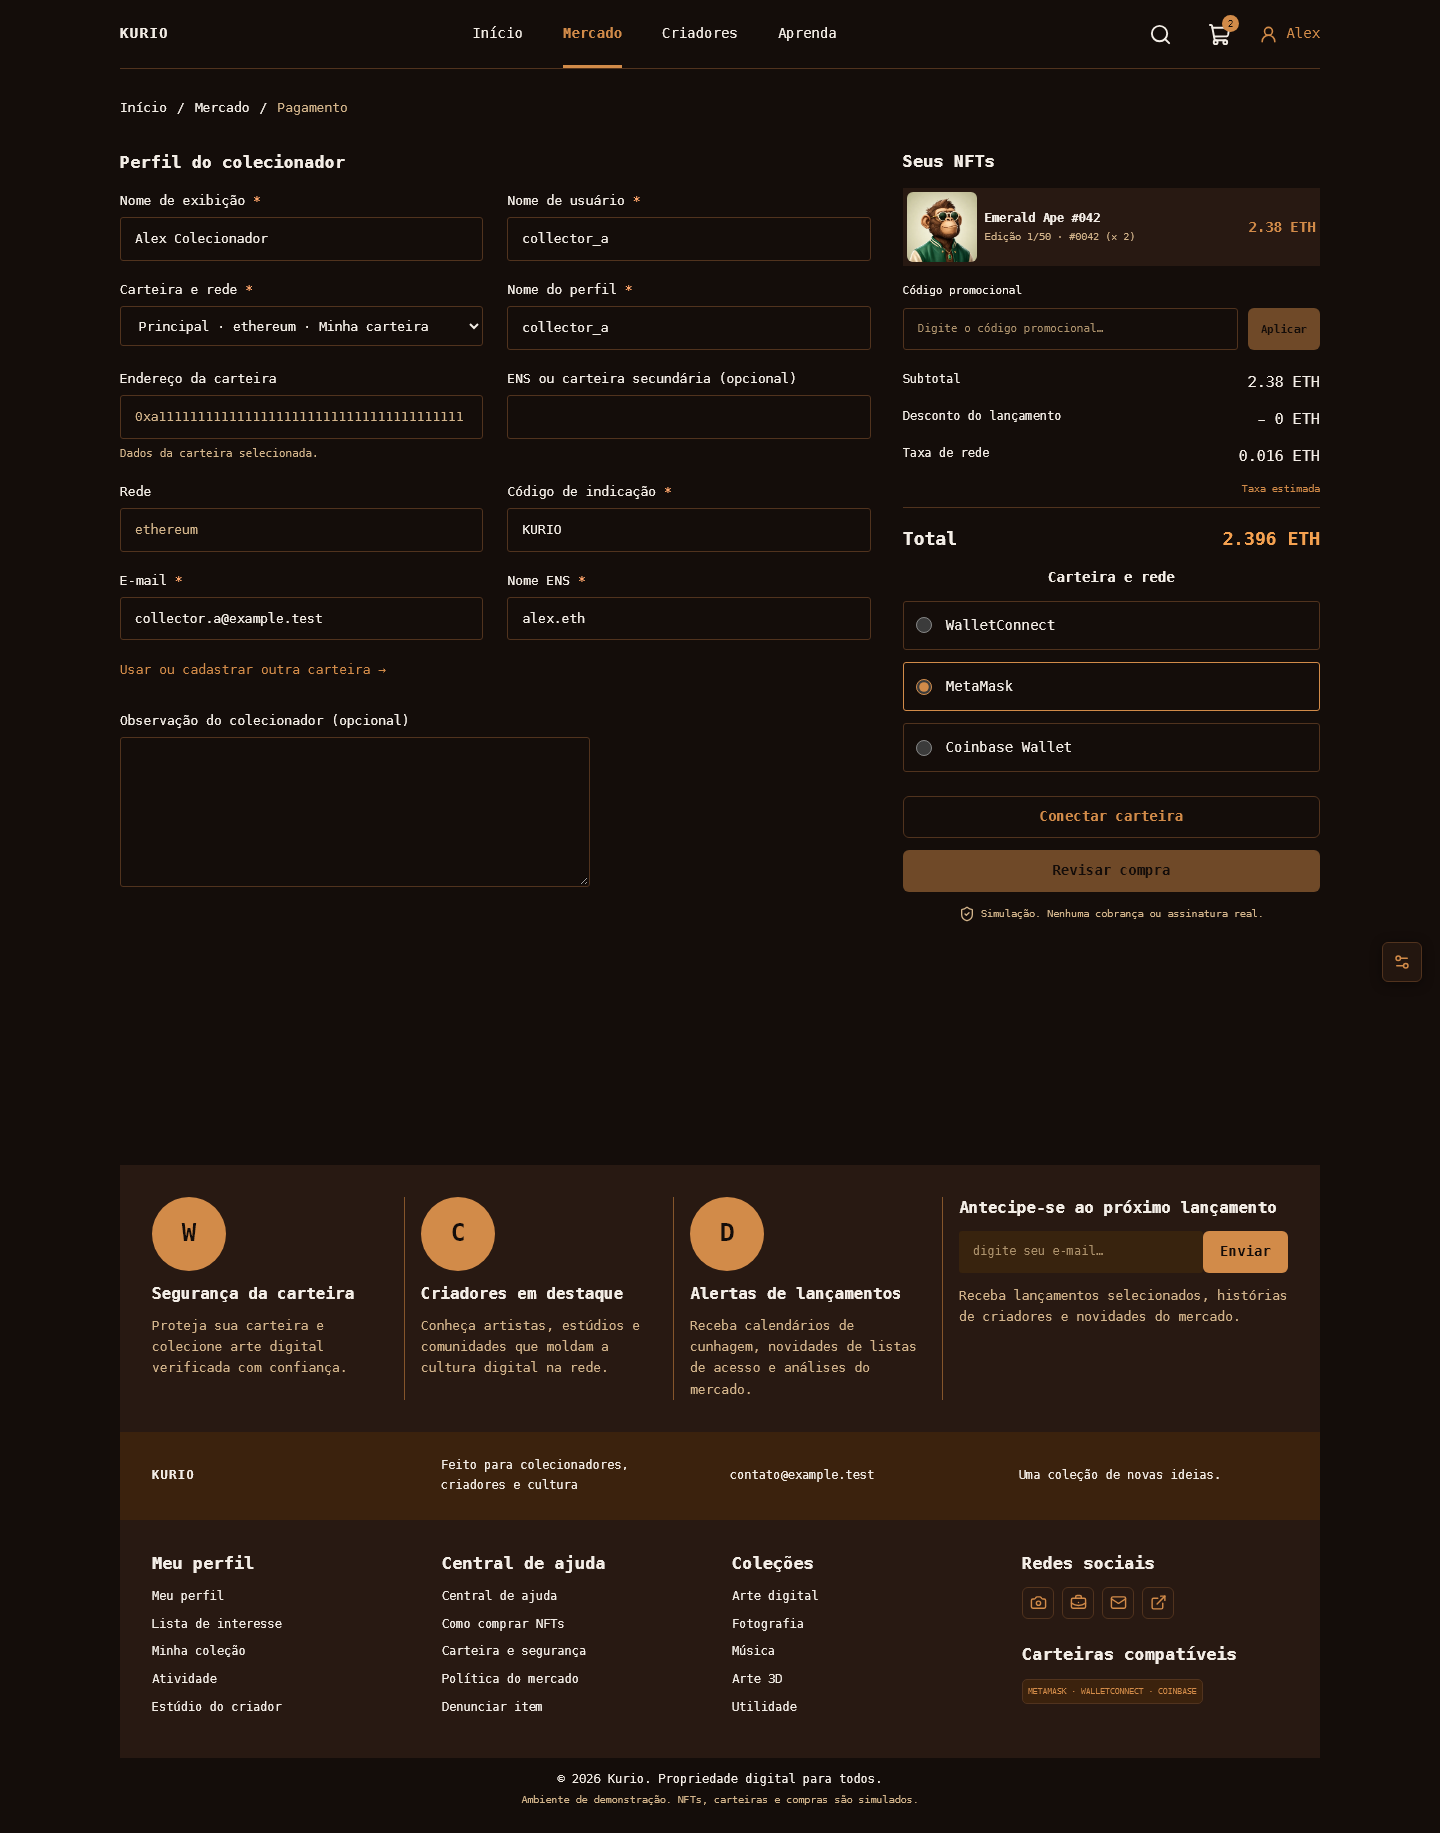 KURIO
Início
Mercado
Criadores
Aprenda
2
Alex
Início / Mercado / Pagamento
Perfil do colecionador
Nome de exibição *
Nome de usuário *
Alex Colecionador
collector_a
Carteira e rede *
Nome do perfil *
Principal · ethereum · Minha carteira
collector_a
Endereço da carteira
ENS ou carteira secundária (opcional)
0xa111111111111111111111111111111111111111
Dados da carteira selecionada.
Rede
Código de indicação *
ethereum
KURIO
E-mail *
Nome ENS *
collector.a@example.test
alex.eth
Usar ou cadastrar outra carteira →
Observação do colecionador (opcional)
Seus NFTs
Emerald Ape #042
Edição 1/50 · #0042 (x 2)
2.38 ETH
Código promocional
Digite o código promocional…
Aplicar
Subtotal
2.38 ETH
Desconto do lançamento
– 0 ETH
Taxa de rede
0.016 ETH
Taxa estimada
Total
2.396 ETH
Carteira e rede
WalletConnect
MetaMask
Coinbase Wallet
Conectar carteira
Revisar compra
Simulação. Nenhuma cobrança ou assinatura real.
W
Segurança da carteira
Proteja sua carteira e
colecione arte digital
verificada com confiança.
C
Criadores em destaque
Conheça artistas, estúdios e
comunidades que moldam a
cultura digital na rede.
D
Alertas de lançamentos
Receba calendários de
cunhagem, novidades de listas
de acesso e análises do
mercado.
Antecipe-se ao próximo lançamento
digite seu e-mail…
Enviar
Receba lançamentos selecionados, histórias
de criadores e novidades do mercado.
KURIO
Feito para colecionadores,
criadores e cultura
contato@example.test
Uma coleção de novas ideias.
Meu perfil
Meu perfil
Lista de interesse
Minha coleção
Atividade
Estúdio do criador
Central de ajuda
Central de ajuda
Como comprar NFTs
Carteira e segurança
Política do mercado
Denunciar item
Coleções
Arte digital
Fotografia
Música
Arte 3D
Utilidade
Redes sociais
Carteiras compatíveis
METAMASK · WALLETCONNECT · COINBASE
© 2026 Kurio. Propriedade digital para todos.
Ambiente de demonstração. NFTs, carteiras e compras são simulados.